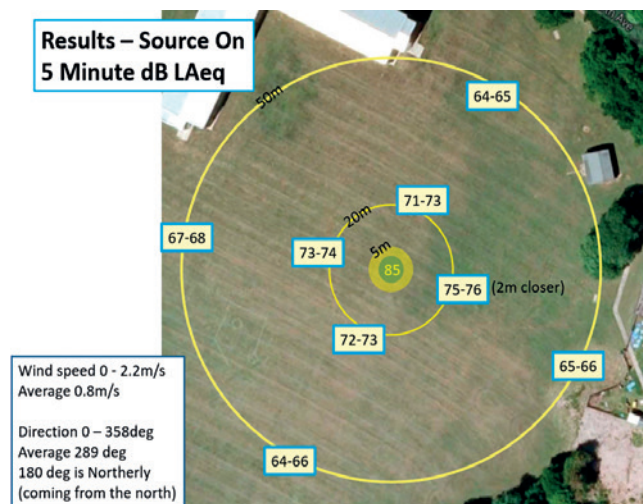 Results – Source On
5 Minute dB LAeq
50m
64-65
71-73
20m
67-68
73-74
5m
85
75-76 (2m closer)
72-73
65-66
64-66
Wind speed 0 - 2.2m/s
Average 0.8m/s
Direction 0 – 358deg
Average 289 deg
180 deg is Northerly
(coming from the north)